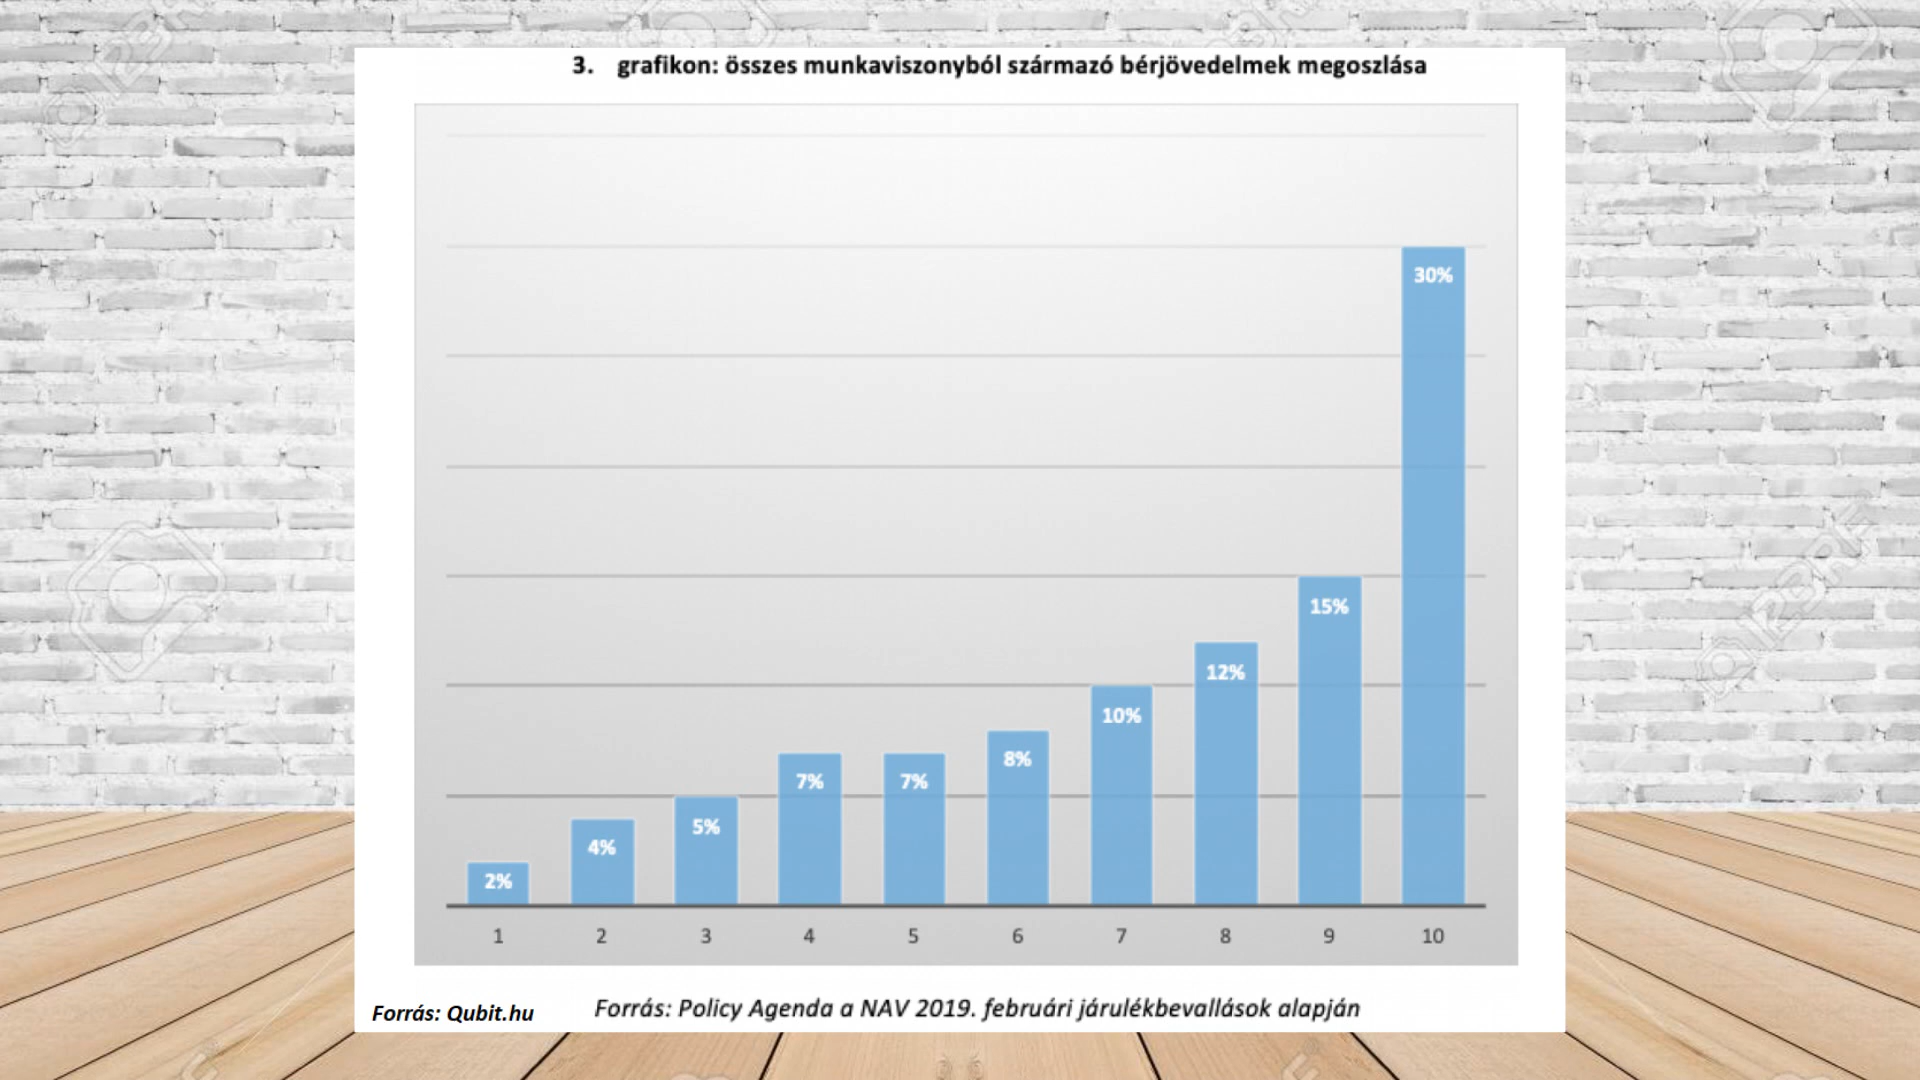 3. grafikon: összes munkaviszonyból származó bérjövedelmek megoszlása
30%
15%
12%
10%
8%
7%
7%
5%
4%
2%
1 2 3 4 5 6 7 8 9 10
Forrás: Qubit.hu
Forrás: Policy Agenda a NAV 2019. februári járulékbevallások alapján
123RF
123RF